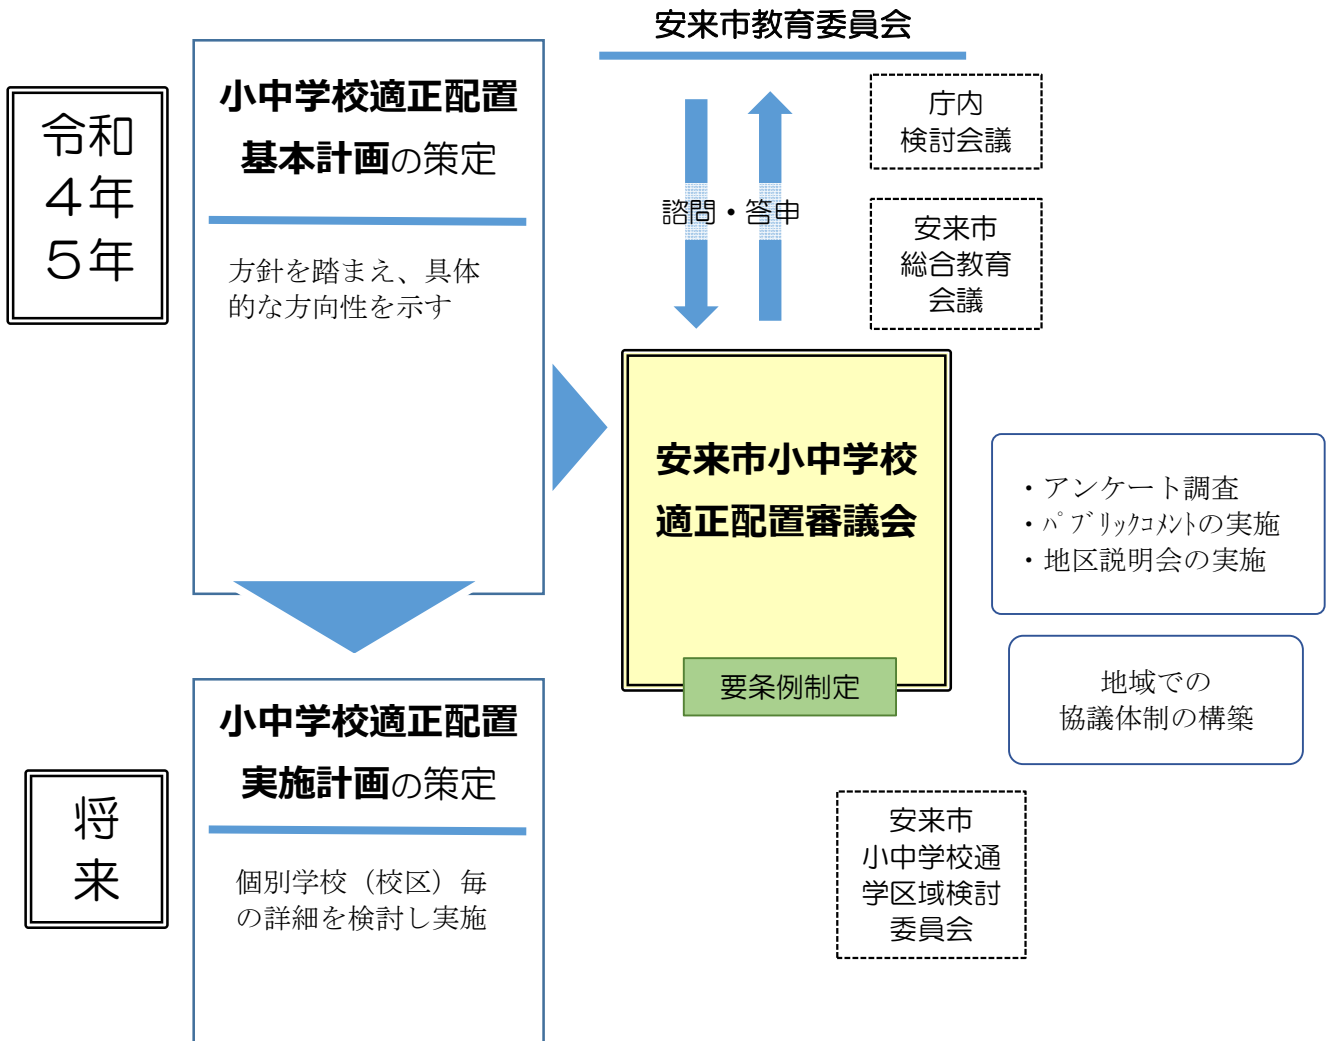 安来市教育委員会
令和
４年
５年
小中学校適正配置
基本計画の策定
方針を踏まえ、具体
的な方向性を示す
諮問・答申
庁内
検討会議
安来市
総合教育
会議
安来市小中学校
適正配置審議会
要条例制定
・アンケート調査
・ﾊﾟﾌﾞﾘｯｸｺﾒﾝﾄの実施
・地区説明会の実施
地域での
協議体制の構築
将
来
小中学校適正配置
実施計画の策定
個別学校（校区）毎
の詳細を検討し実施
安来市
小中学校通
学区域検討
委員会